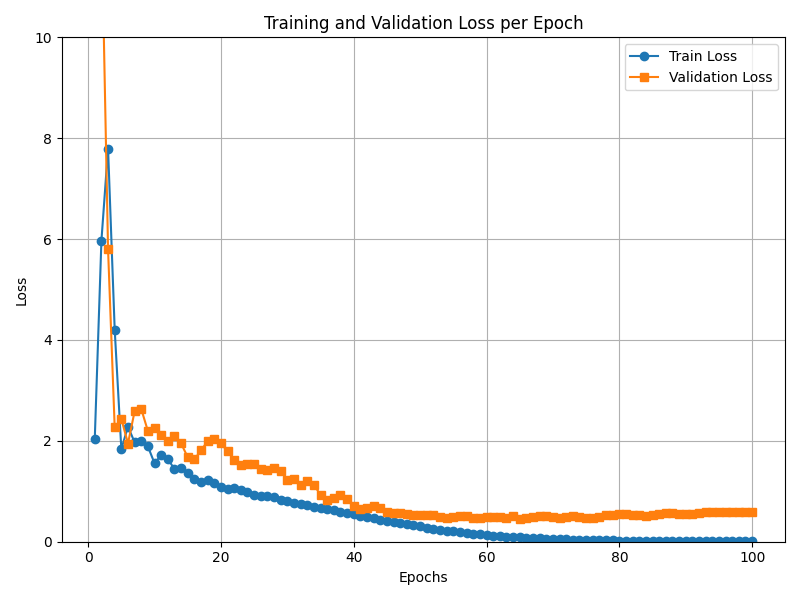 Training and Validation Loss per Epoch
Train Loss
Validation Loss
10
8
6
4
2
0
Loss
0 20 40 60 80 100
Epochs